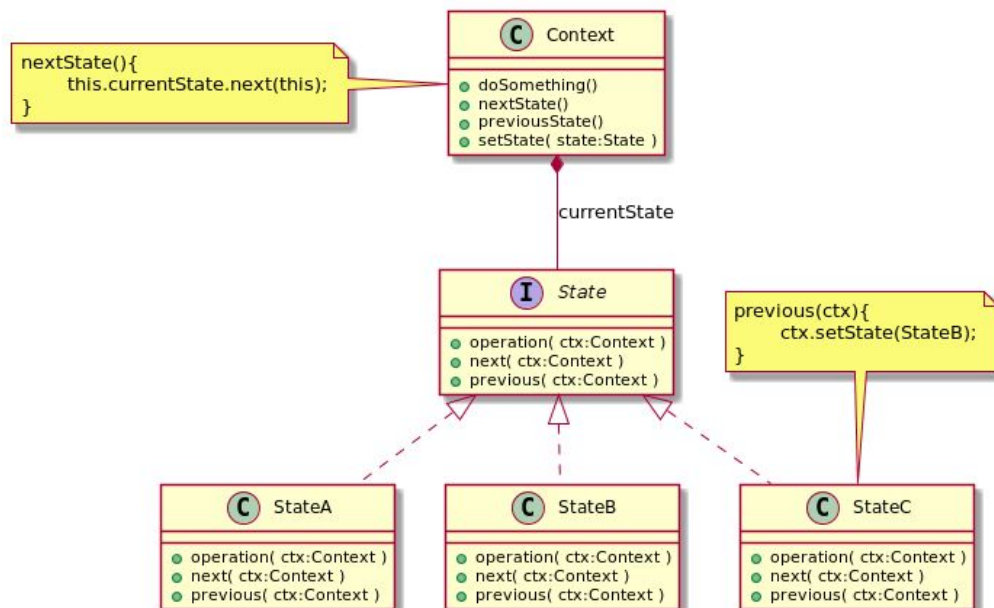 C Context
nextState(){
this.currentState.next(this);
}
doSomething()
nextState()
previousState()
setState( state:State )
currentState
I State
operation( ctx:Context )
next( ctx:Context )
previous( ctx:Context )
previous(ctx){
ctx.setState(StateB);
}
C StateA
operation( ctx:Context )
next( ctx:Context )
previous( ctx:Context )
C StateB
operation( ctx:Context )
next( ctx:Context )
previous( ctx:Context )
C StateC
operation( ctx:Context )
next( ctx:Context )
previous( ctx:Context )